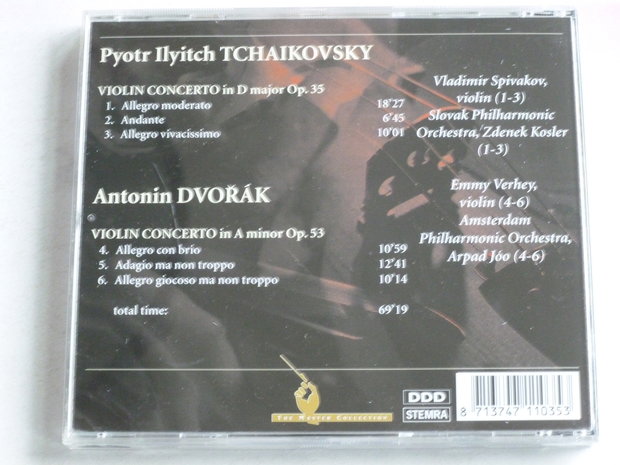 Pyotr Ilyitch TCHAIKOVSKY
VIOLIN CONCERTO in D major Op. 35
1. Allegro moderato 18'27
2. Andante 6'45
3. Allegro vivacissimo 10'01
Vladimir Spivakov,
violin (1-3)
Slovak Philharmonic
Orchestra, Zdenek Kosler
(1-3)
Antonin DVOŘÁK
VIOLIN CONCERTO in A minor Op. 53
4. Allegro con brio 10'59
5. Adagio ma non troppo 12'41
6. Allegro giocoso ma non troppo 10'14
total time: 69'19
Emmy Verhey,
violin (4-6)
Amsterdam
Philharmonic Orchestra,
Arpad Jóo (4-6)
THE MASTER COLLECTION
DDD
STEMRA
8 713747 110353